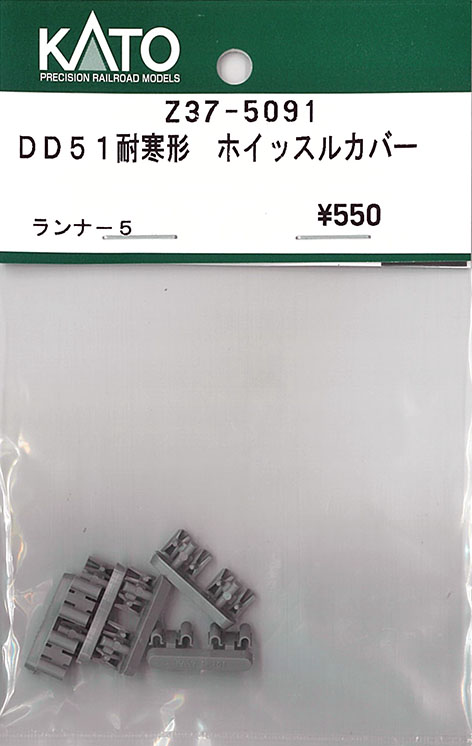 KATO
PRECISION RAILROAD MODELS
Z37-5091
DD51耐寒形　ホイッスルカバー
ランナー5
¥550